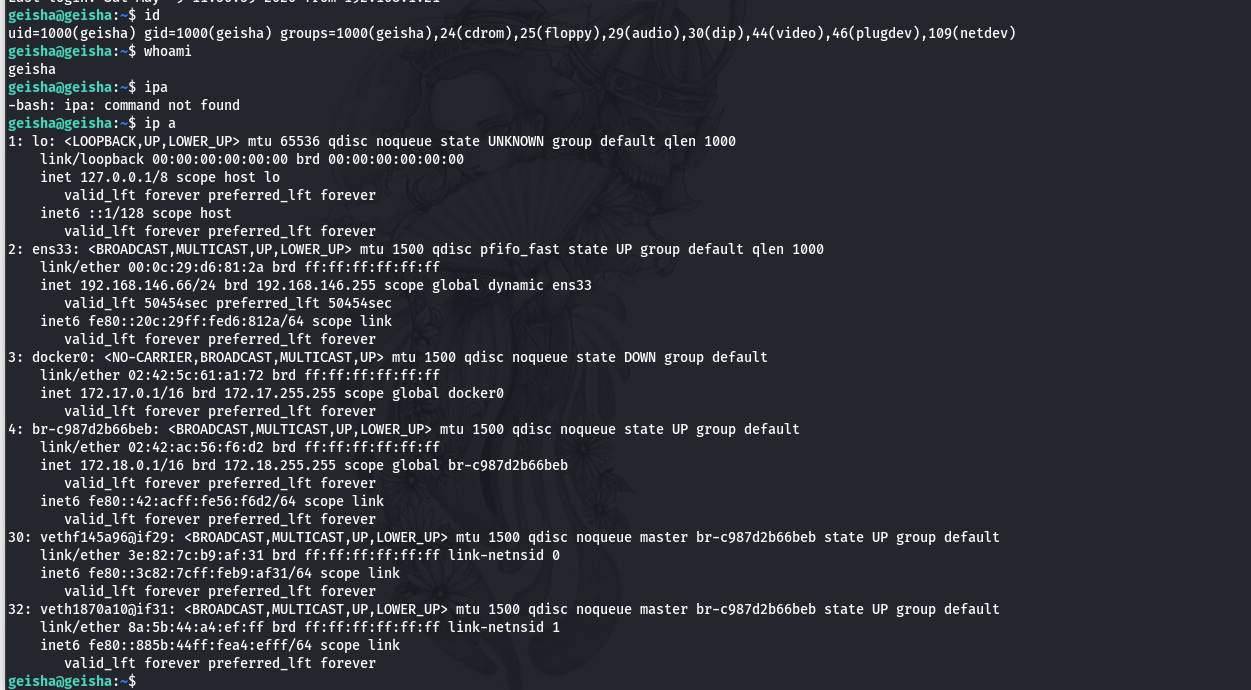 geisha@geisha:~$ id
uid=1000(geisha) gid=1000(geisha) groups=1000(geisha),24(cdrom),25(floppy),29(audio),30(dip),44(video),46(plugdev),109(netdev)
geisha@geisha:~$ whoami
geisha
geisha@geisha:~$ ipa
-bash: ipa: command not found
geisha@geisha:~$ ip a
1: lo: <LOOPBACK,UP,LOWER_UP> mtu 65536 qdisc noqueue state UNKNOWN group default qlen 1000
    link/loopback 00:00:00:00:00:00 brd 00:00:00:00:00:00
    inet 127.0.0.1/8 scope host lo
       valid_lft forever preferred_lft forever
    inet6 ::1/128 scope host
       valid_lft forever preferred_lft forever
2: ens33: <BROADCAST,MULTICAST,UP,LOWER_UP> mtu 1500 qdisc pfifo_fast state UP group default qlen 1000
    link/ether 00:0c:29:d6:81:2a brd ff:ff:ff:ff:ff:ff
    inet 192.168.146.66/24 brd 192.168.146.255 scope global dynamic ens33
       valid_lft 50454sec preferred_lft 50454sec
    inet6 fe80::20c:29ff:fed6:812a/64 scope link
       valid_lft forever preferred_lft forever
3: docker0: <NO-CARRIER,BROADCAST,MULTICAST,UP> mtu 1500 qdisc noqueue state DOWN group default
    link/ether 02:42:5c:61:a1:72 brd ff:ff:ff:ff:ff:ff
    inet 172.17.0.1/16 brd 172.17.255.255 scope global docker0
       valid_lft forever preferred_lft forever
4: br-c987d2b66beb: <BROADCAST,MULTICAST,UP,LOWER_UP> mtu 1500 qdisc noqueue state UP group default
    link/ether 02:42:ac:56:f6:d2 brd ff:ff:ff:ff:ff:ff
    inet 172.18.0.1/16 brd 172.18.255.255 scope global br-c987d2b66beb
       valid_lft forever preferred_lft forever
    inet6 fe80::42:acff:fe56:f6d2/64 scope link
       valid_lft forever preferred_lft forever
30: vethf145a96@if29: <BROADCAST,MULTICAST,UP,LOWER_UP> mtu 1500 qdisc noqueue master br-c987d2b66beb state UP group default
    link/ether 3e:82:7c:b9:af:31 brd ff:ff:ff:ff:ff:ff link-netnsid 0
    inet6 fe80::3c82:7cff:feb9:af31/64 scope link
       valid_lft forever preferred_lft forever
32: veth1870a10@if31: <BROADCAST,MULTICAST,UP,LOWER_UP> mtu 1500 qdisc noqueue master br-c987d2b66beb state UP group default
    link/ether 8a:5b:44:a4:ef:ff brd ff:ff:ff:ff:ff:ff link-netnsid 1
    inet6 fe80::885b:44ff:fea4:efff/64 scope link
       valid_lft forever preferred_lft forever
geisha@geisha:~$